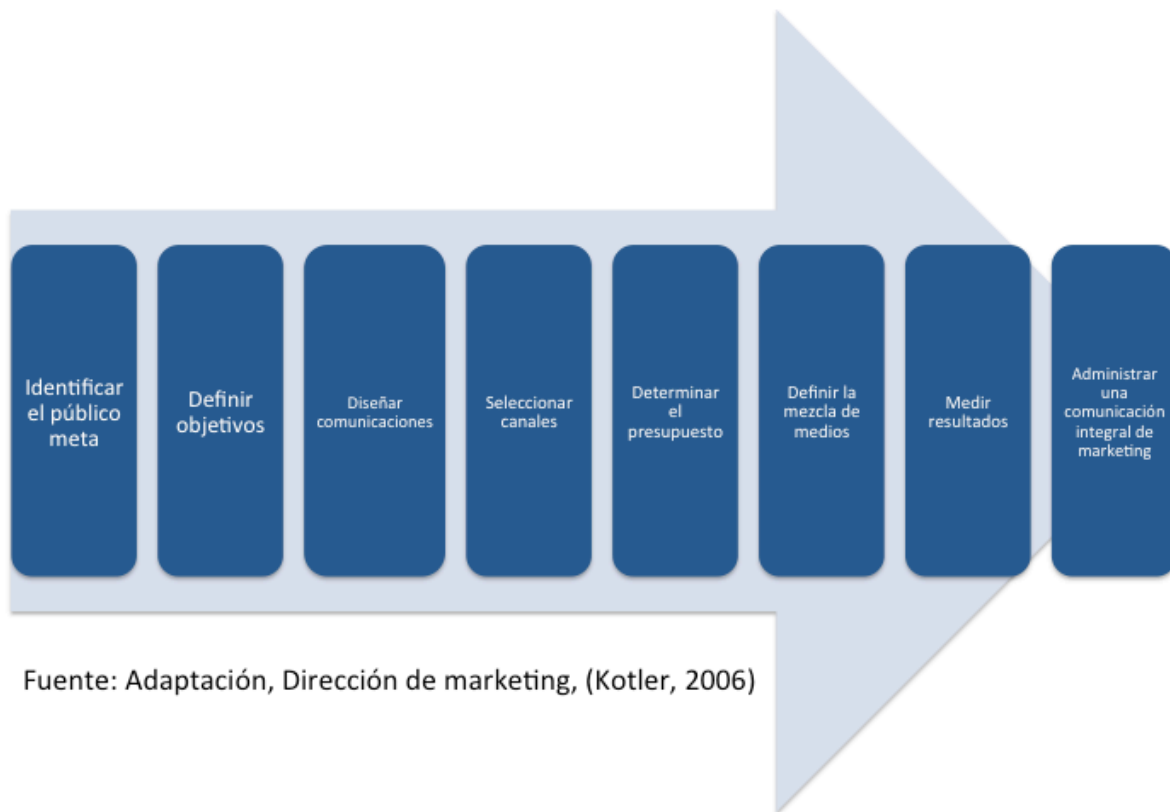 Identificar
el público
meta
Definir
objetivos
Diseñar
comunicaciones
Seleccionar
canales
Determinar
el
presupuesto
Definir la
mezcla de
medios
Medir
resultados
Administrar
una
comunicación
integral de
marketing
Fuente: Adaptación, Dirección de marketing, (Kotler, 2006)